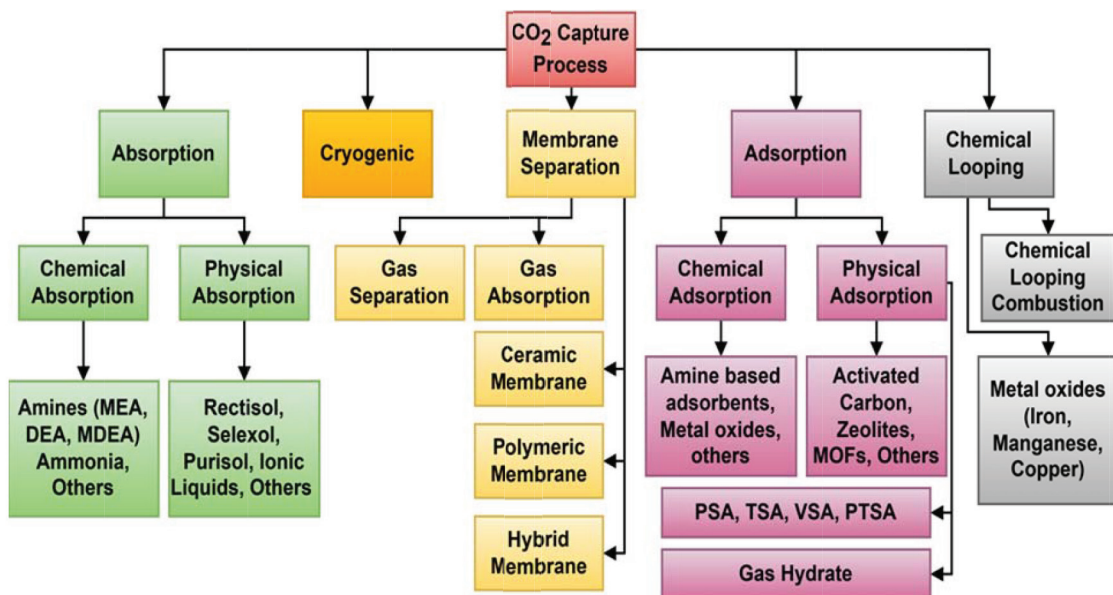 CO2 Capture
Process
Absorption
Cryogenic
Membrane
Separation
Adsorption
Chemical
Looping
Chemical
Absorption
Physical
Absorption
Gas
Separation
Gas
Absorption
Chemical
Adsorption
Physical
Adsorption
Chemical
Looping
Combustion
Amines (MEA,
DEA, MDEA)
Ammonia,
Others
Rectisol,
Selexol,
Purisol, Ionic
Liquids, Others
Ceramic
Membrane
Polymeric
Membrane
Hybrid
Membrane
Amine based
adsorbents,
Metal oxides,
others
Activated
Carbon,
Zeolites,
MOFs, Others
PSA, TSA, VSA, PTSA
Gas Hydrate
Metal oxides
(Iron,
Manganese,
Copper)